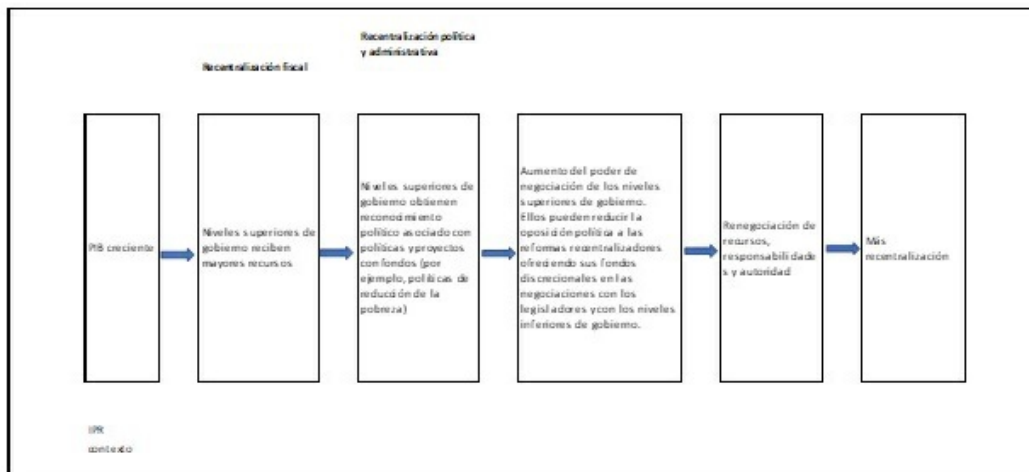 Recentralización política
y administrativa
Recentralización fiscal
PIB creciente
Niveles superiores de
gobierno reciben
mayores recursos
Niveles superiores de
gobierno obtienen
reconocimiento
político asociado con
políticas y proyectos
con fondos (por
ejemplo, políticas de
reducción de la
pobreza)
Aumento del poder de
negociación de los niveles
superiores de gobierno.
Ellos pueden reducir la
oposición política a las
reformas recentralizadores
ofreciendo sus fondos
discrecionales en las
negociaciones con los
legisladores y con los niveles
inferiores de gobierno.
Renegociación de
recursos,
responsabilidade
s y autoridad
Más
recentralización
contexto